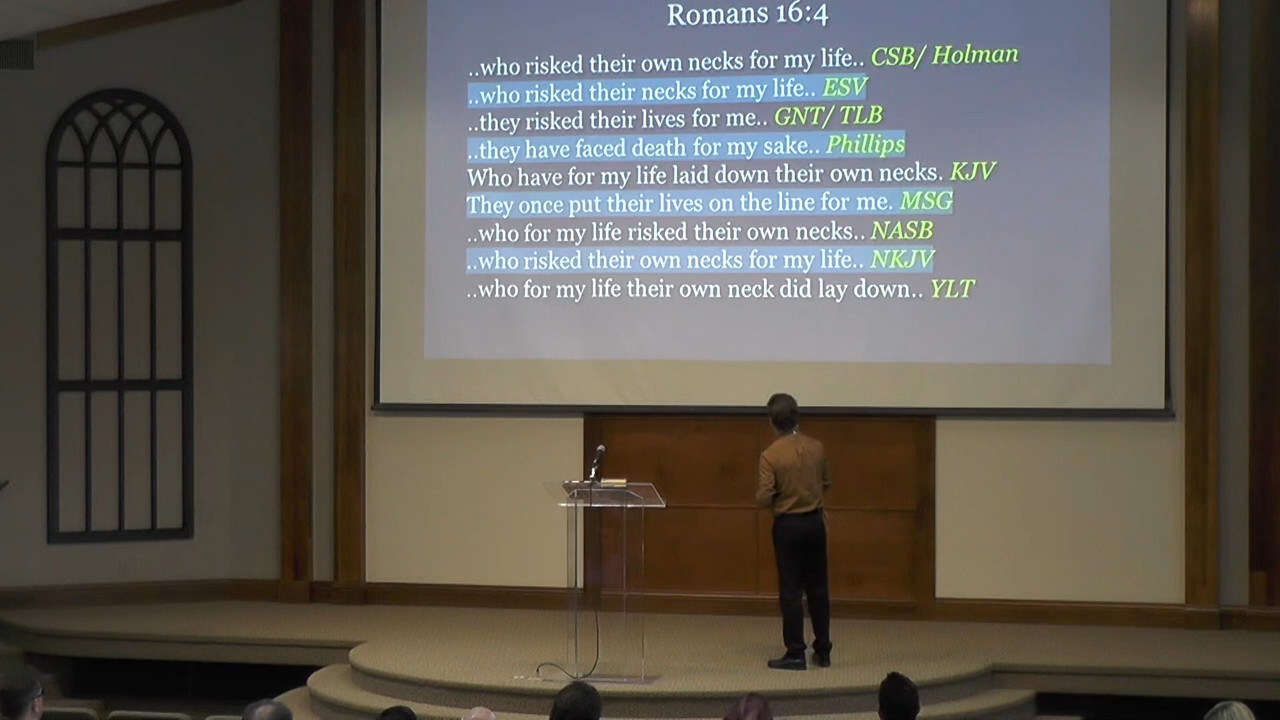 Romans 16:4
..who risked their own necks for my life.. CSB/ Holman
..who risked their necks for my life.. ESV
..they risked their lives for me.. GNT/ TLB
..they have faced death for my sake.. Phillips
Who have for my life laid down their own necks. KJV
They once put their lives on the line for me. MSG
..who for my life risked their own necks.. NASB
..who risked their own necks for my life.. NKJV
..who for my life their own neck did lay down.. YLT